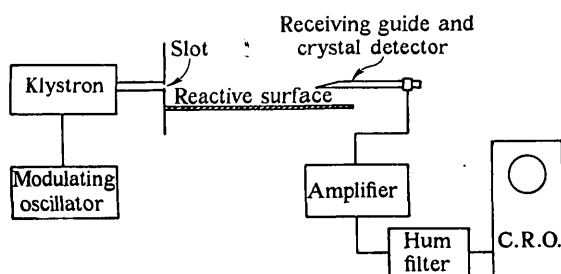 Receiving guide and
crystal detector
Slot
Klystron
Reactive surface
Modulating
oscillator
Amplifier
Hum
filter
C.R.O.